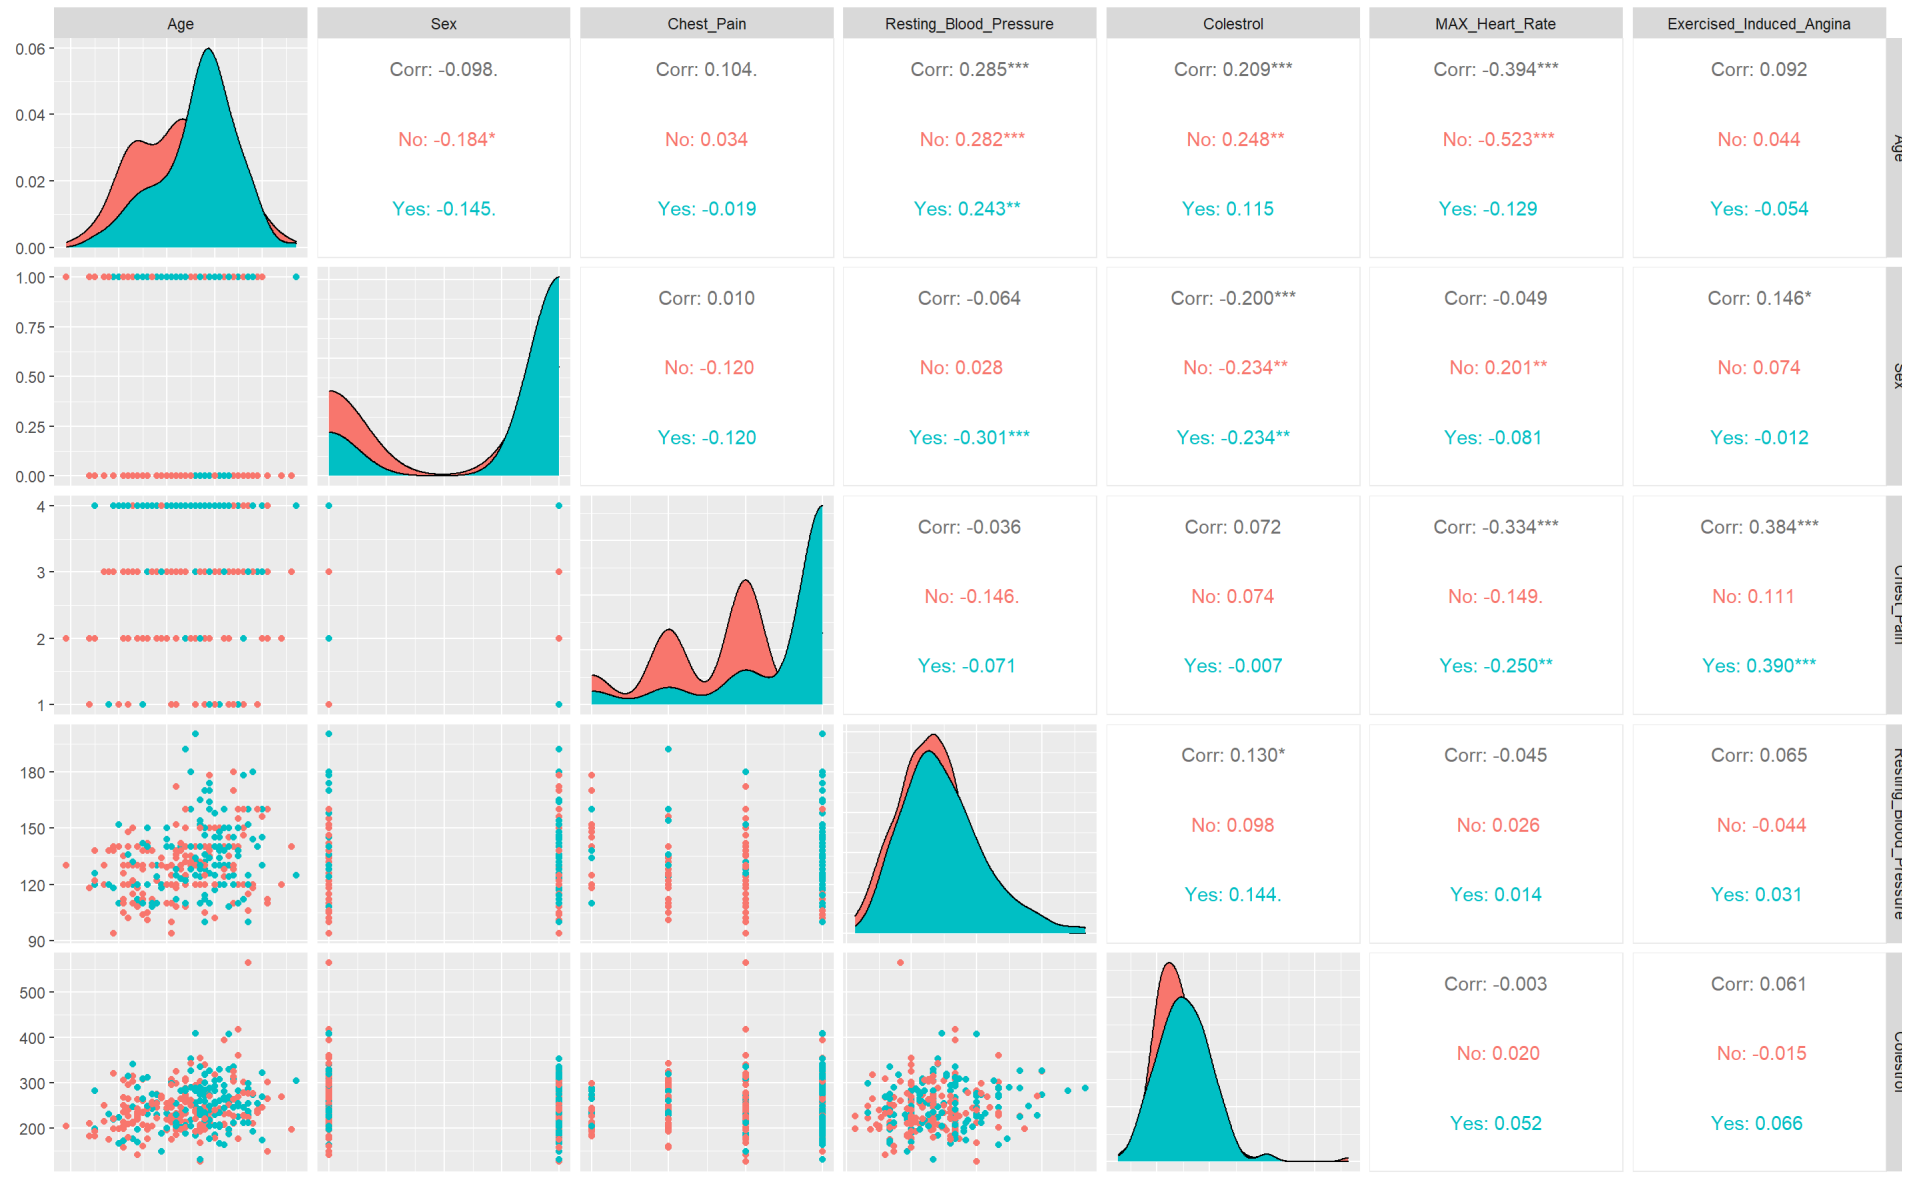 Age Sex Chest_Pain Resting_Blood_Pressure Colestrol MAX_Heart_Rate Exercised_Induced_Angina
0.06
Corr: -0.098. Corr: 0.104. Corr: 0.285*** Corr: 0.209*** Corr: -0.394*** Corr: 0.092
0.04
No: -0.184* No: 0.034 No: 0.282*** No: 0.248** No: -0.523*** No: 0.044
Age
0.02
Yes: -0.145. Yes: -0.019 Yes: 0.243** Yes: 0.115 Yes: -0.129 Yes: -0.054
0.00
1.00
Corr: 0.010 Corr: -0.064 Corr: -0.200*** Corr: -0.049 Corr: 0.146*
0.75
No: -0.120 No: 0.028 No: -0.234** No: 0.201** No: 0.074
Sex
0.50
0.25
Yes: -0.120 Yes: -0.301*** Yes: -0.234** Yes: -0.081 Yes: -0.012
0.00
4
Corr: -0.036 Corr: 0.072 Corr: -0.334*** Corr: 0.384***
3
No: -0.146. No: 0.074 No: -0.149. No: 0.111
Chest_Pain
2
Yes: -0.071 Yes: -0.007 Yes: -0.250** Yes: 0.390***
1
Corr: 0.130* Corr: -0.045 Corr: 0.065
180
150
No: 0.098 No: 0.026 No: -0.044
Resting_Blood_Pressure
120
Yes: 0.144. Yes: 0.014 Yes: 0.031
90
Corr: -0.003 Corr: 0.061
500
400
No: 0.020 No: -0.015
Colestrol
300
200
Yes: 0.052 Yes: 0.066